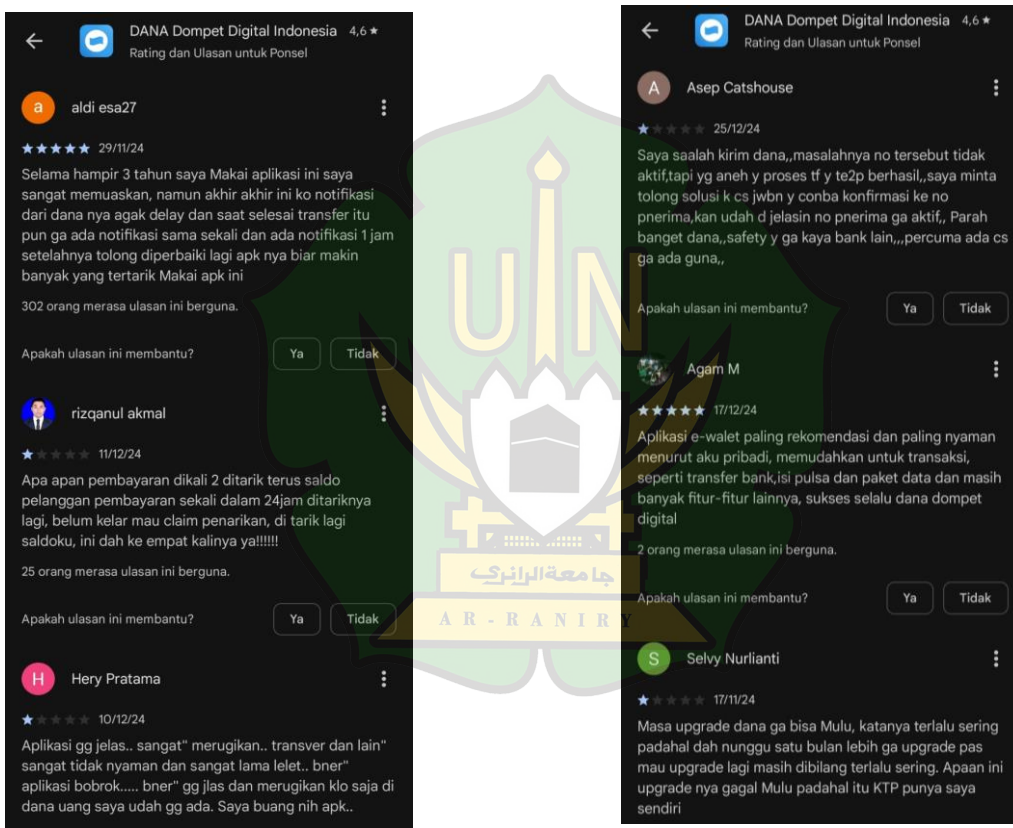 DANA Dompet Digital Indonesia 4,6 ★
Rating dan Ulasan untuk Ponsel
a
aldi esa27
29/11/24
Selama hampir 3 tahun saya Makai aplikasi ini saya
sangat memuaskan, namun akhir akhir ini ko notifikasi
dari dana nya agak delay dan saat selesai transfer itu
pun ga ada notifikasi sama sekali dan ada notifikasi 1 jam
setelahnya tolong diperbaiki lagi apk nya biar makin
banyak yang tertarik Makai apk ini
302 orang merasa ulasan ini berguna.
Apakah ulasan ini membantu? Ya Tidak
rizqanul akmal
11/12/24
Apa apan pembayaran dikali 2 ditarik terus saldo
pelanggan pembayaran sekali dalam 24jam ditariknya
lagi, belum kelar mau claim penarikan, di tarik lagi
saldoku, ini dah ke empat kalinya ya!!!!!!
25 orang merasa ulasan ini berguna.
Apakah ulasan ini membantu? Ya Tidak
H
Hery Pratama
10/12/24
Aplikasi gg jelas.. sangat" merugikan.. transver dan lain"
sangat tidak nyaman dan sangat lama lelet.. bner"
aplikasi bobrok..... bner" gg jlas dan merugikan klo saja di
dana uang saya udah gg ada. Saya buang nih apk..
DANA Dompet Digital Indonesia 4,6 ★
Rating dan Ulasan untuk Ponsel
A
Asep Catshouse
25/12/24
Saya saalah kirim dana,,masalahnya no tersebut tidak
aktif,tapi yg aneh y proses tf y te2p berhasil,,saya minta
tolong solusi k cs jwbn y conba konfirmasi ke no
pnerima,kan udah d jelasin no pnerima ga aktif,, Parah
banget dana,,safety y ga kaya bank lain,,,percuma ada cs
ga ada guna,,
Apakah ulasan ini membantu? Ya Tidak
Agam M
17/12/24
Aplikasi e-walet paling rekomendasi dan paling nyaman
menurut aku pribadi, memudahkan untuk transaksi,
seperti transfer bank,isi pulsa dan paket data dan masih
banyak fitur-fitur lainnya, sukses selalu dana dompet
digital
2 orang merasa ulasan ini berguna.
Apakah ulasan ini membantu? Ya Tidak
S
Selvy Nurlianti
17/11/24
Masa upgrade dana ga bisa Mulu, katanya terlalu sering
padahal dah nunggu satu bulan lebih ga upgrade pas
mau upgrade lagi masih dibilang terlalu sering. Apaan ini
upgrade nya gagal Mulu padahal itu KTP punya saya
sendiri
UIN
جامعة الرانري
AR-RANIRY